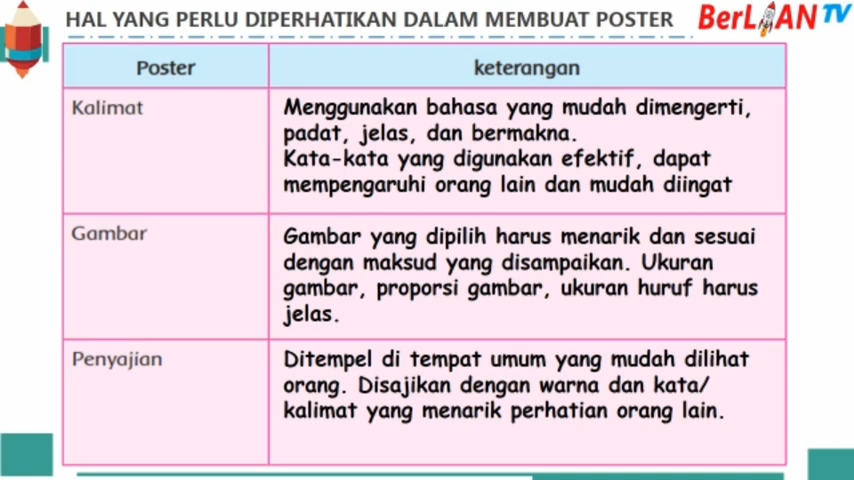 HAL YANG PERLU DIPERHATIKAN DALAM MEMBUAT POSTER
BerLIAN TV
Poster
keterangan
Kalimat
Menggunakan bahasa yang mudah dimengerti,
padat, jelas, dan bermakna.
Kata-kata yang digunakan efektif, dapat
mempengaruhi orang lain dan mudah diingat
Gambar
Gambar yang dipilih harus menarik dan sesuai
dengan maksud yang disampaikan. Ukuran
gambar, proporsi gambar, ukuran huruf harus
jelas.
Penyajian
Ditempel di tempat umum yang mudah dilihat
orang. Disajikan dengan warna dan kata/
kalimat yang menarik perhatian orang lain.